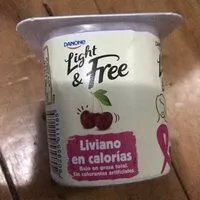 DANONE
Light
& Free
Liviano
en calorías
Bajo en grasa total.
Sin colorantes artificiales.